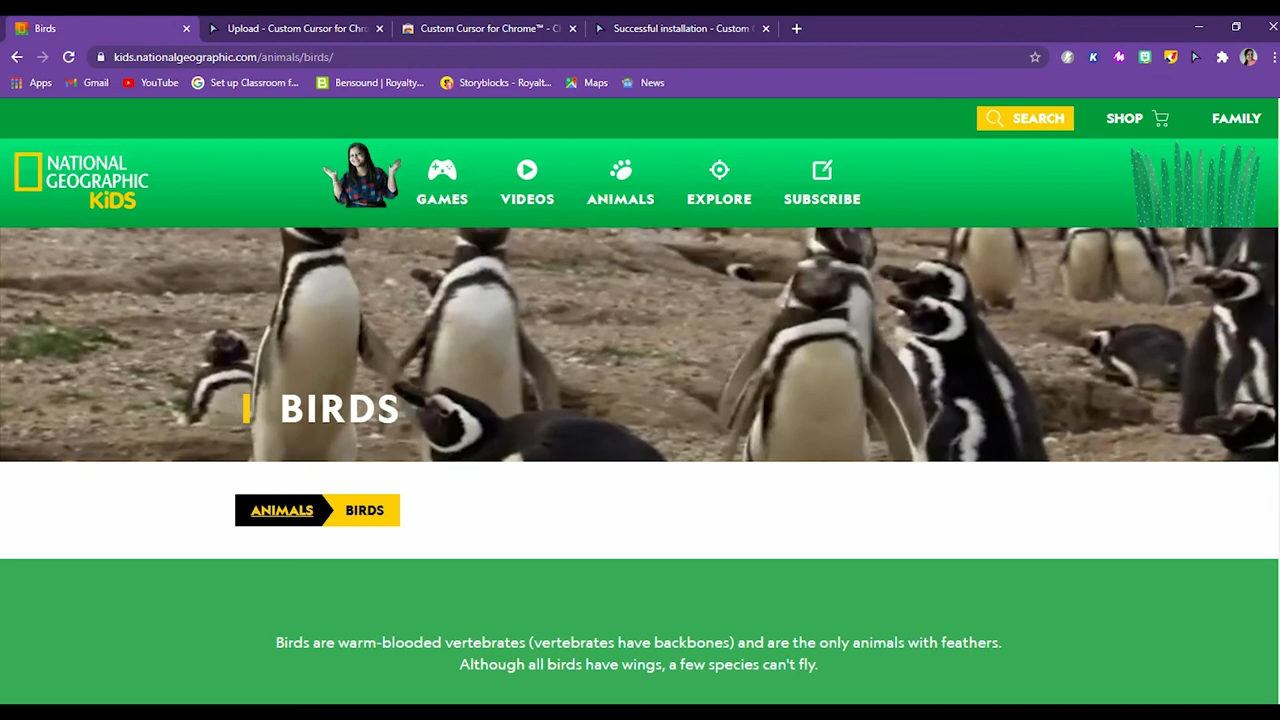 Birds
Upload - Custom Cursor for Chro
Custom Cursor for Chrome™ - C
Successful installation - Custom
kids.nationalgeographic.com/animals/birds/
Apps
Gmail
YouTube
Set up Classroom f...
Bensound | Royalty...
Storyblocks - Royalt...
Maps
News
SEARCH
SHOP
FAMILY
NATIONAL
GEOGRAPHIC
KiDS
GAMES
VIDEOS
ANIMALS
EXPLORE
SUBSCRIBE
BIRDS
ANIMALS
BIRDS
Birds are warm-blooded vertebrates (vertebrates have backbones) and are the only animals with feathers.
Although all birds have wings, a few species can't fly.